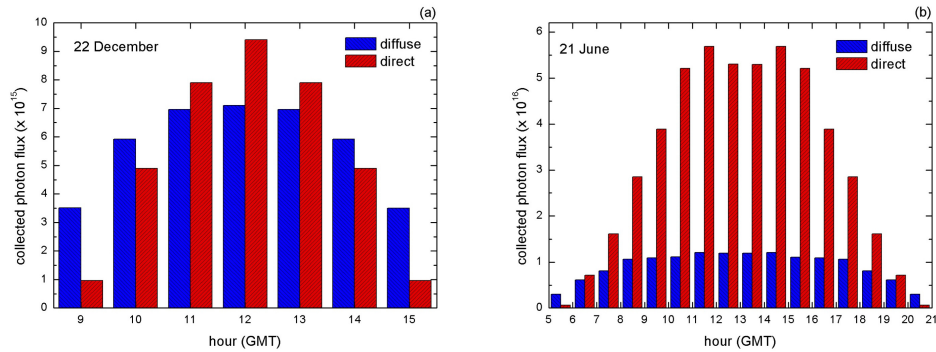 (a)
22 December
diffuse
direct
collected photon flux (x 10^15)
10
9
8
7
6
5
4
3
2
1
0
9 10 11 12 13 14 15
hour (GMT)
(b)
21 June
diffuse
direct
collected photon flux (x 10^16)
6
5
4
3
2
1
0
5 6 7 8 9 10 11 12 13 14 15 16 17 18 19 20 21
hour (GMT)